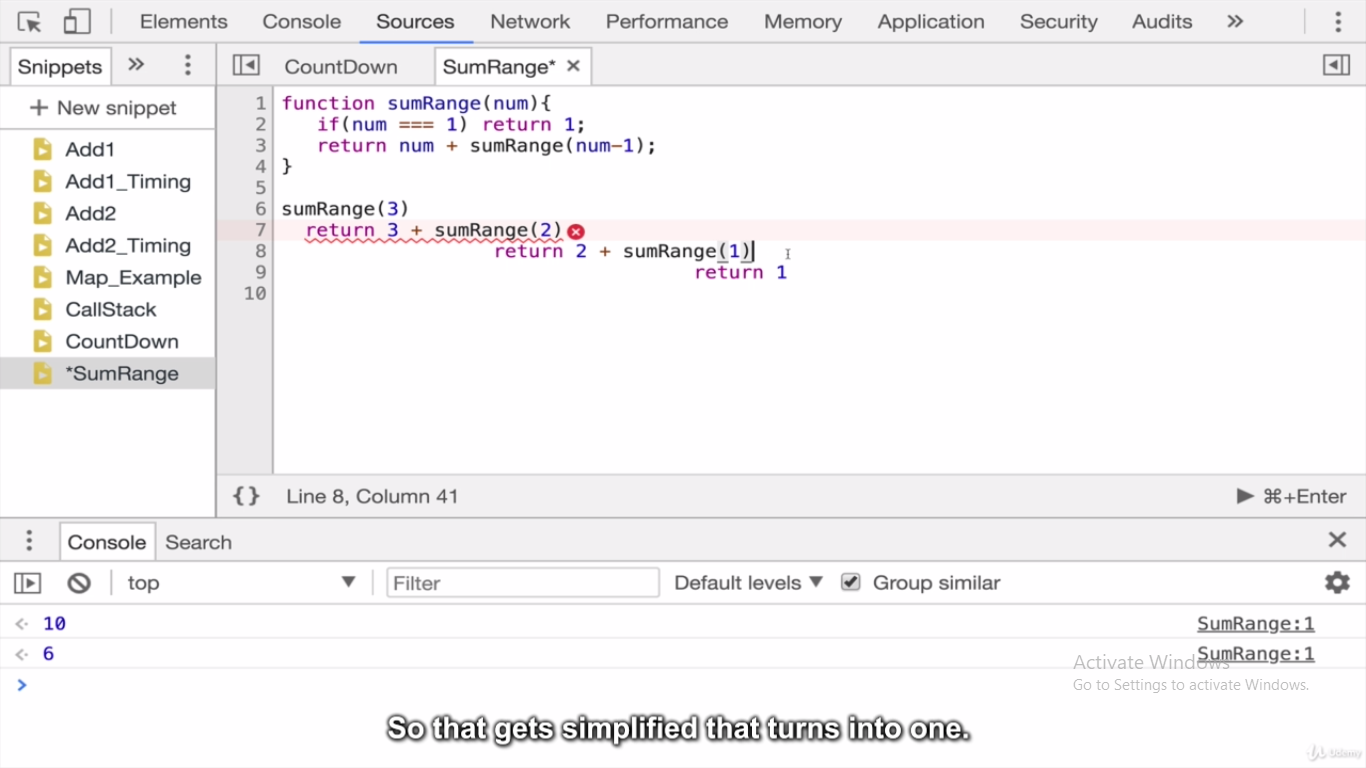 Elements Console Sources Network Performance Memory Application Security Audits »
Snippets » CountDown SumRange* ×
+ New snippet
Add1
Add1_Timing
Add2
Add2_Timing
Map_Example
CallStack
CountDown
*SumRange
1 function sumRange(num){
2 if(num === 1) return 1;
3 return num + sumRange(num-1);
4 }
5
6 sumRange(3)
7 return 3 + sumRange(2)
8 return 2 + sumRange(1)
9 return 1
10
{} Line 8, Column 41 ⌘+Enter
Console Search ×
top Filter Default levels Group similar
10 SumRange:1
6 SumRange:1
>
Activate Windows
Go to Settings to activate Windows.
So that gets simplified that turns into one.
Udemy